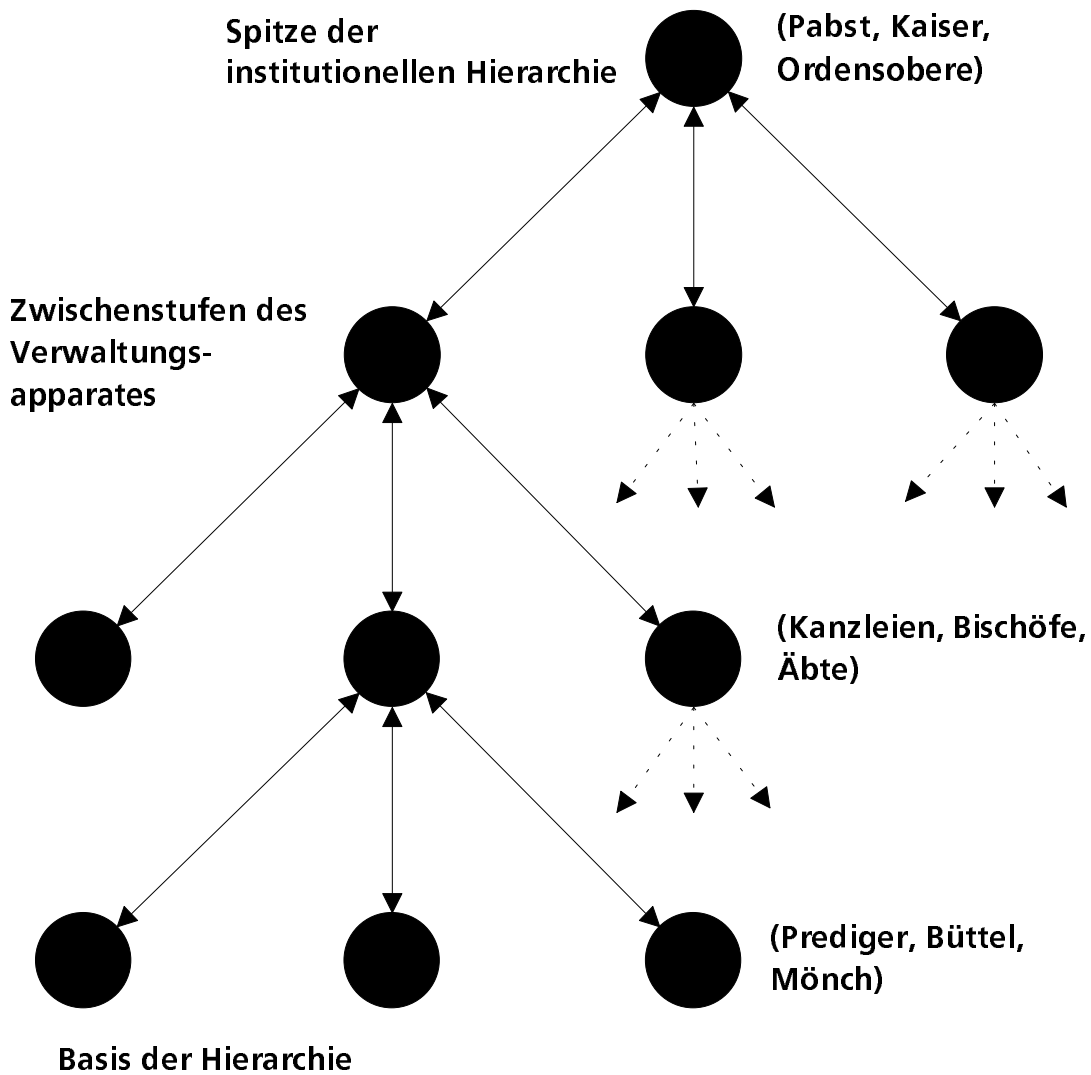 Spitze der
institutionellen Hierarchie
(Pabst, Kaiser,
Ordensobere)
Zwischenstufen des
Verwaltungs-
apparates
(Kanzleien, Bischöfe,
Äbte)
(Prediger, Büttel,
Mönch)
Basis der Hierarchie